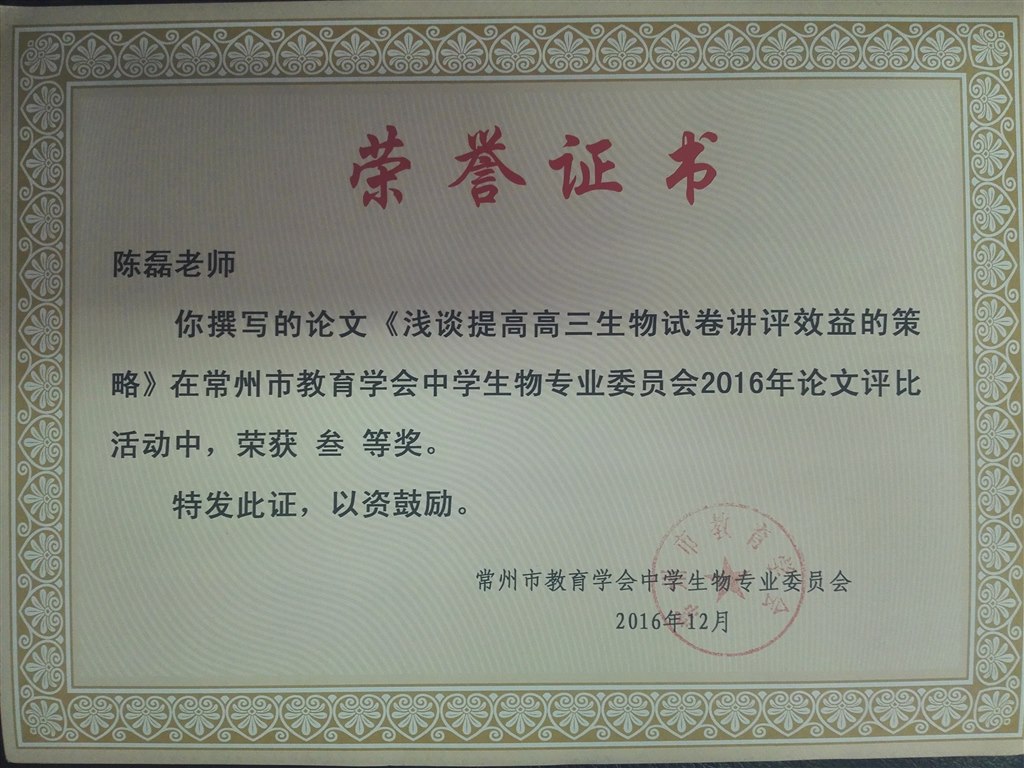 荣誉证书
陈磊老师
你撰写的论文《浅谈提高高三生物试卷讲评效益的策
略》在常州市教育学会中学生物专业委员会2016年论文评比
活动中，荣获 叁 等奖。
特发此证，以资鼓励。
常州市教育学会中学生物专业委员会
2016年12月
市教育学会